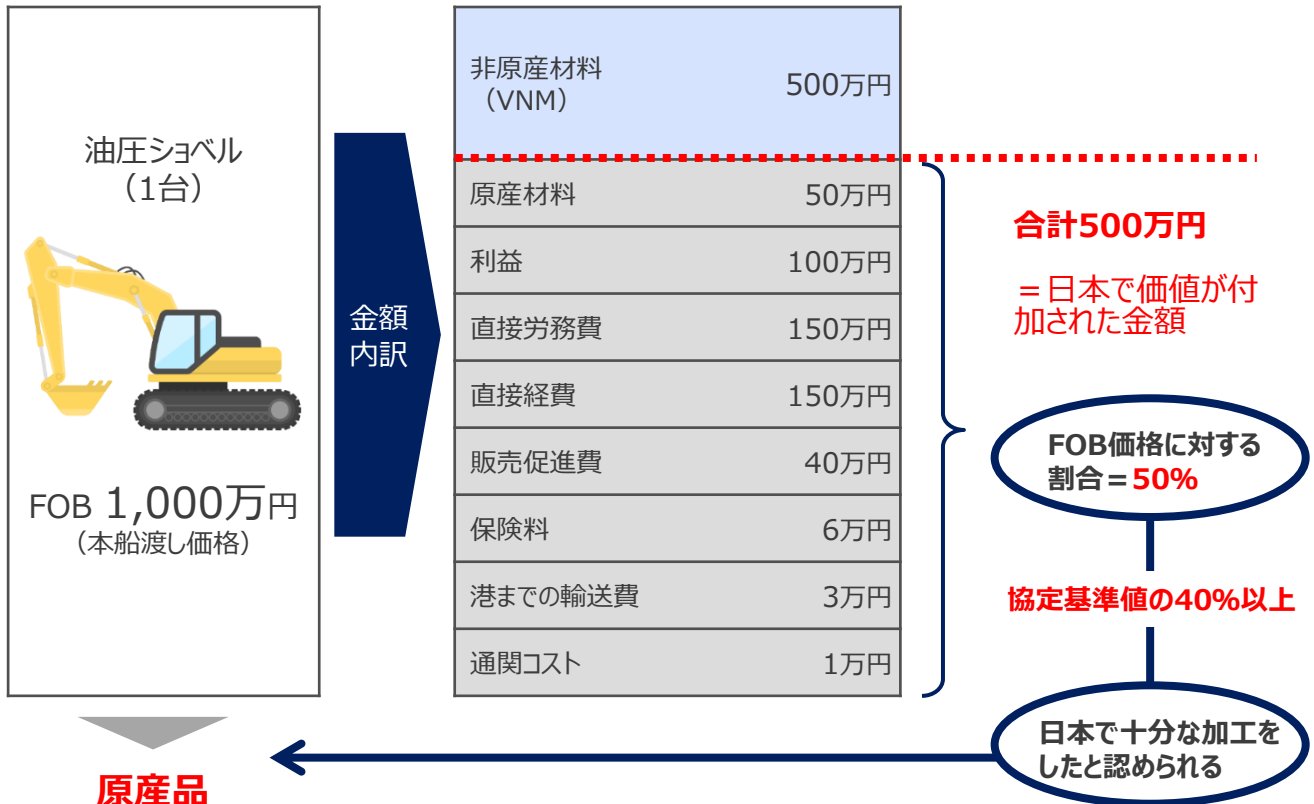 油圧ショベル
（1台）
FOB 1,000万円
（本船渡し価格）
原産品
金額
内訳
非原産材料
（VNM）
500万円
原産材料 50万円
利益 100万円
直接労務費 150万円
直接経費 150万円
販売促進費 40万円
保険料 6万円
港までの輸送費 3万円
通関コスト 1万円
合計500万円
＝日本で価値が付
加された金額
FOB価格に対する
割合＝50%
協定基準値の40%以上
日本で十分な加工を
したと認められる